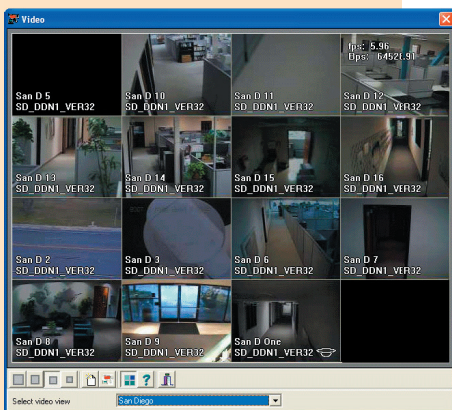 Video
San D 5
SD_DDN1_VER32
San D 10
SD_DDN1_VER32
San D 11
SD_DDN1_VER32
fps: 5.96
Bps: 64526.91
San D 12
SD_DDN1_VER32
San D 13
SD_DDN1_VER32
San D 14
SD_DDN1_VER32
San D 15
SD_DDN1_VER32
San D 16
SD_DDN1_VER32
San D 2
SD_DDN1_VER32
San D 3
SD_DDN1_VER32
San D 6
SD_DDN1_VER32
San D 7
SD_DDN1_VER32
San D 8
SD_DDN1_VER32
San D 9
SD_DDN1_VER32
San D One
SD_DDN1_VER32
Select video view
San Diego